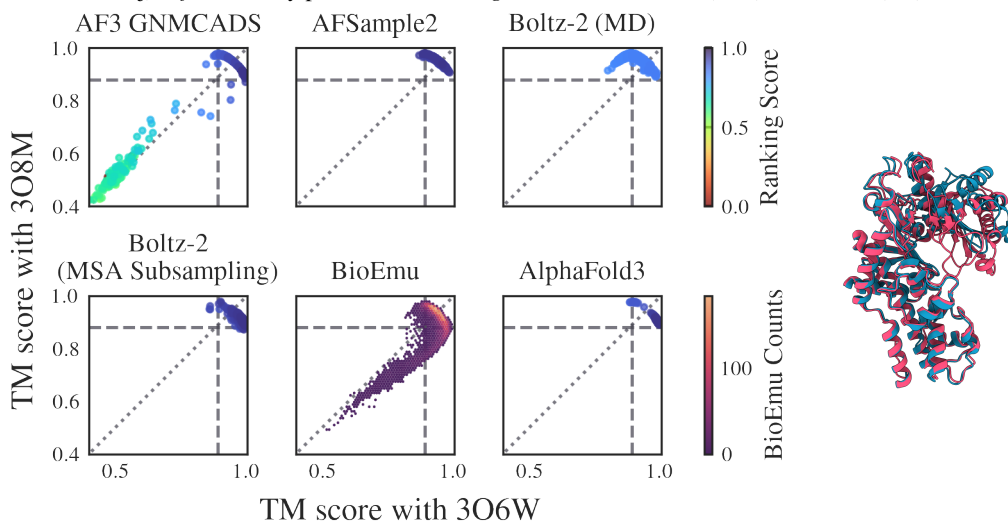 AF3 GNMCADS
AFSample2
Boltz-2 (MD)
1.0
0.8
0.6
0.4
1.0
0.5
0.0
Ranking Score
TM score with 3O8M
Boltz-2
(MSA Subsampling)
BioEmu
AlphaFold3
1.0
0.8
0.6
0.4
0.5
1.0
0.5
1.0
0.5
1.0
100
0
BioEmu Counts
TM score with 3O6W